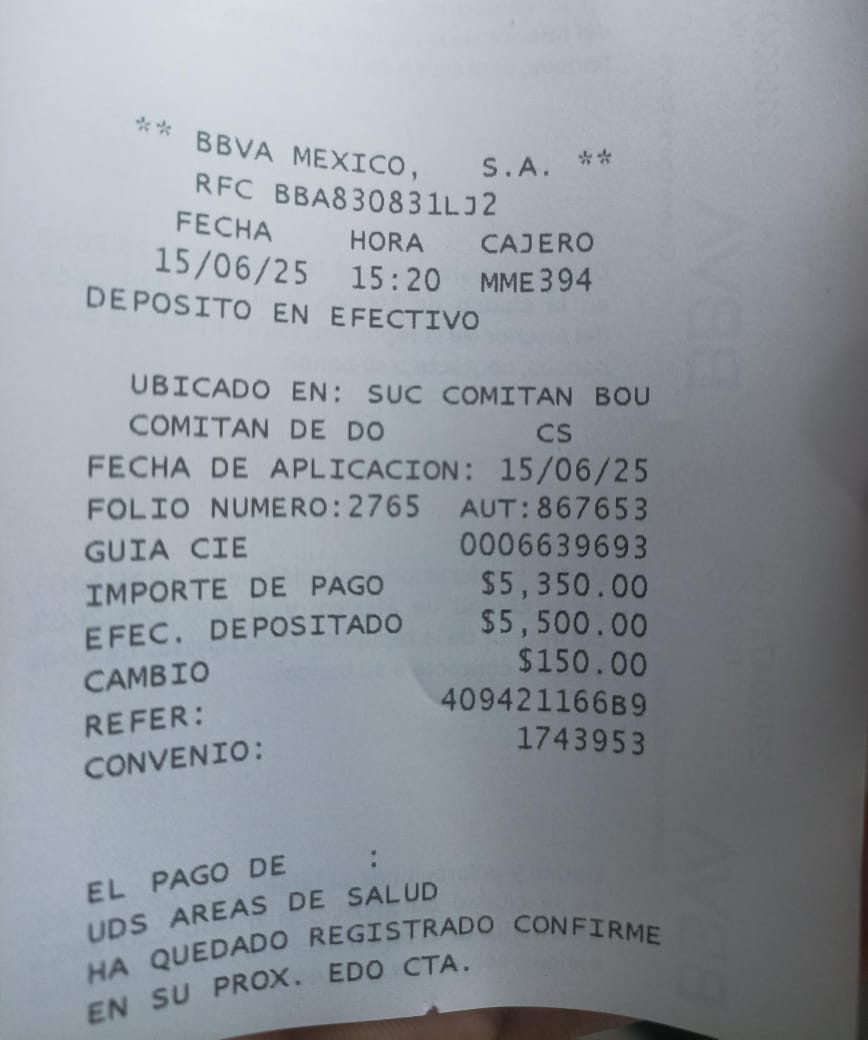 ** BBVA MEXICO, S.A. **
RFC BBA830831LJ2
FECHA HORA CAJERO
15/06/25 15:20 MME394
DEPOSITO EN EFECTIVO
UBICADO EN: SUC COMITAN BOU
COMITAN DE DO CS
FECHA DE APLICACION: 15/06/25
FOLIO NUMERO:2765 AUT:867653
GUIA CIE 0006639693
IMPORTE DE PAGO $5,350.00
EFEC. DEPOSITADO $5,500.00
CAMBIO $150.00
REFER: 409421166B9
CONVENIO: 1743953
EL PAGO DE :
UDS AREAS DE SALUD
HA QUEDADO REGISTRADO CONFIRME
EN SU PROX. EDO CTA.